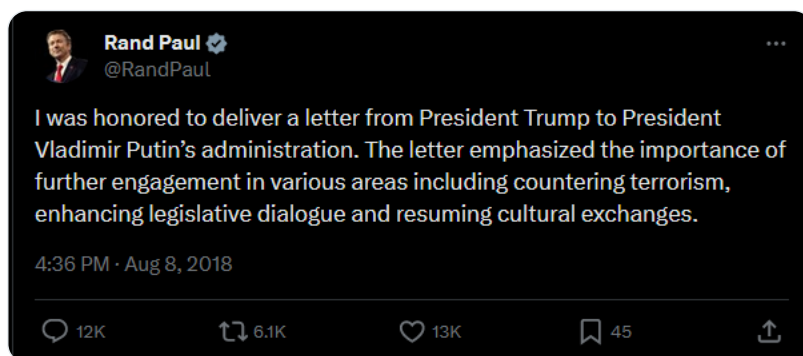 Rand Paul
@RandPaul
I was honored to deliver a letter from President Trump to President
Vladimir Putin’s administration. The letter emphasized the importance of
further engagement in various areas including countering terrorism,
enhancing legislative dialogue and resuming cultural exchanges.
4:36 PM · Aug 8, 2018
12K 6.1K 13K 45